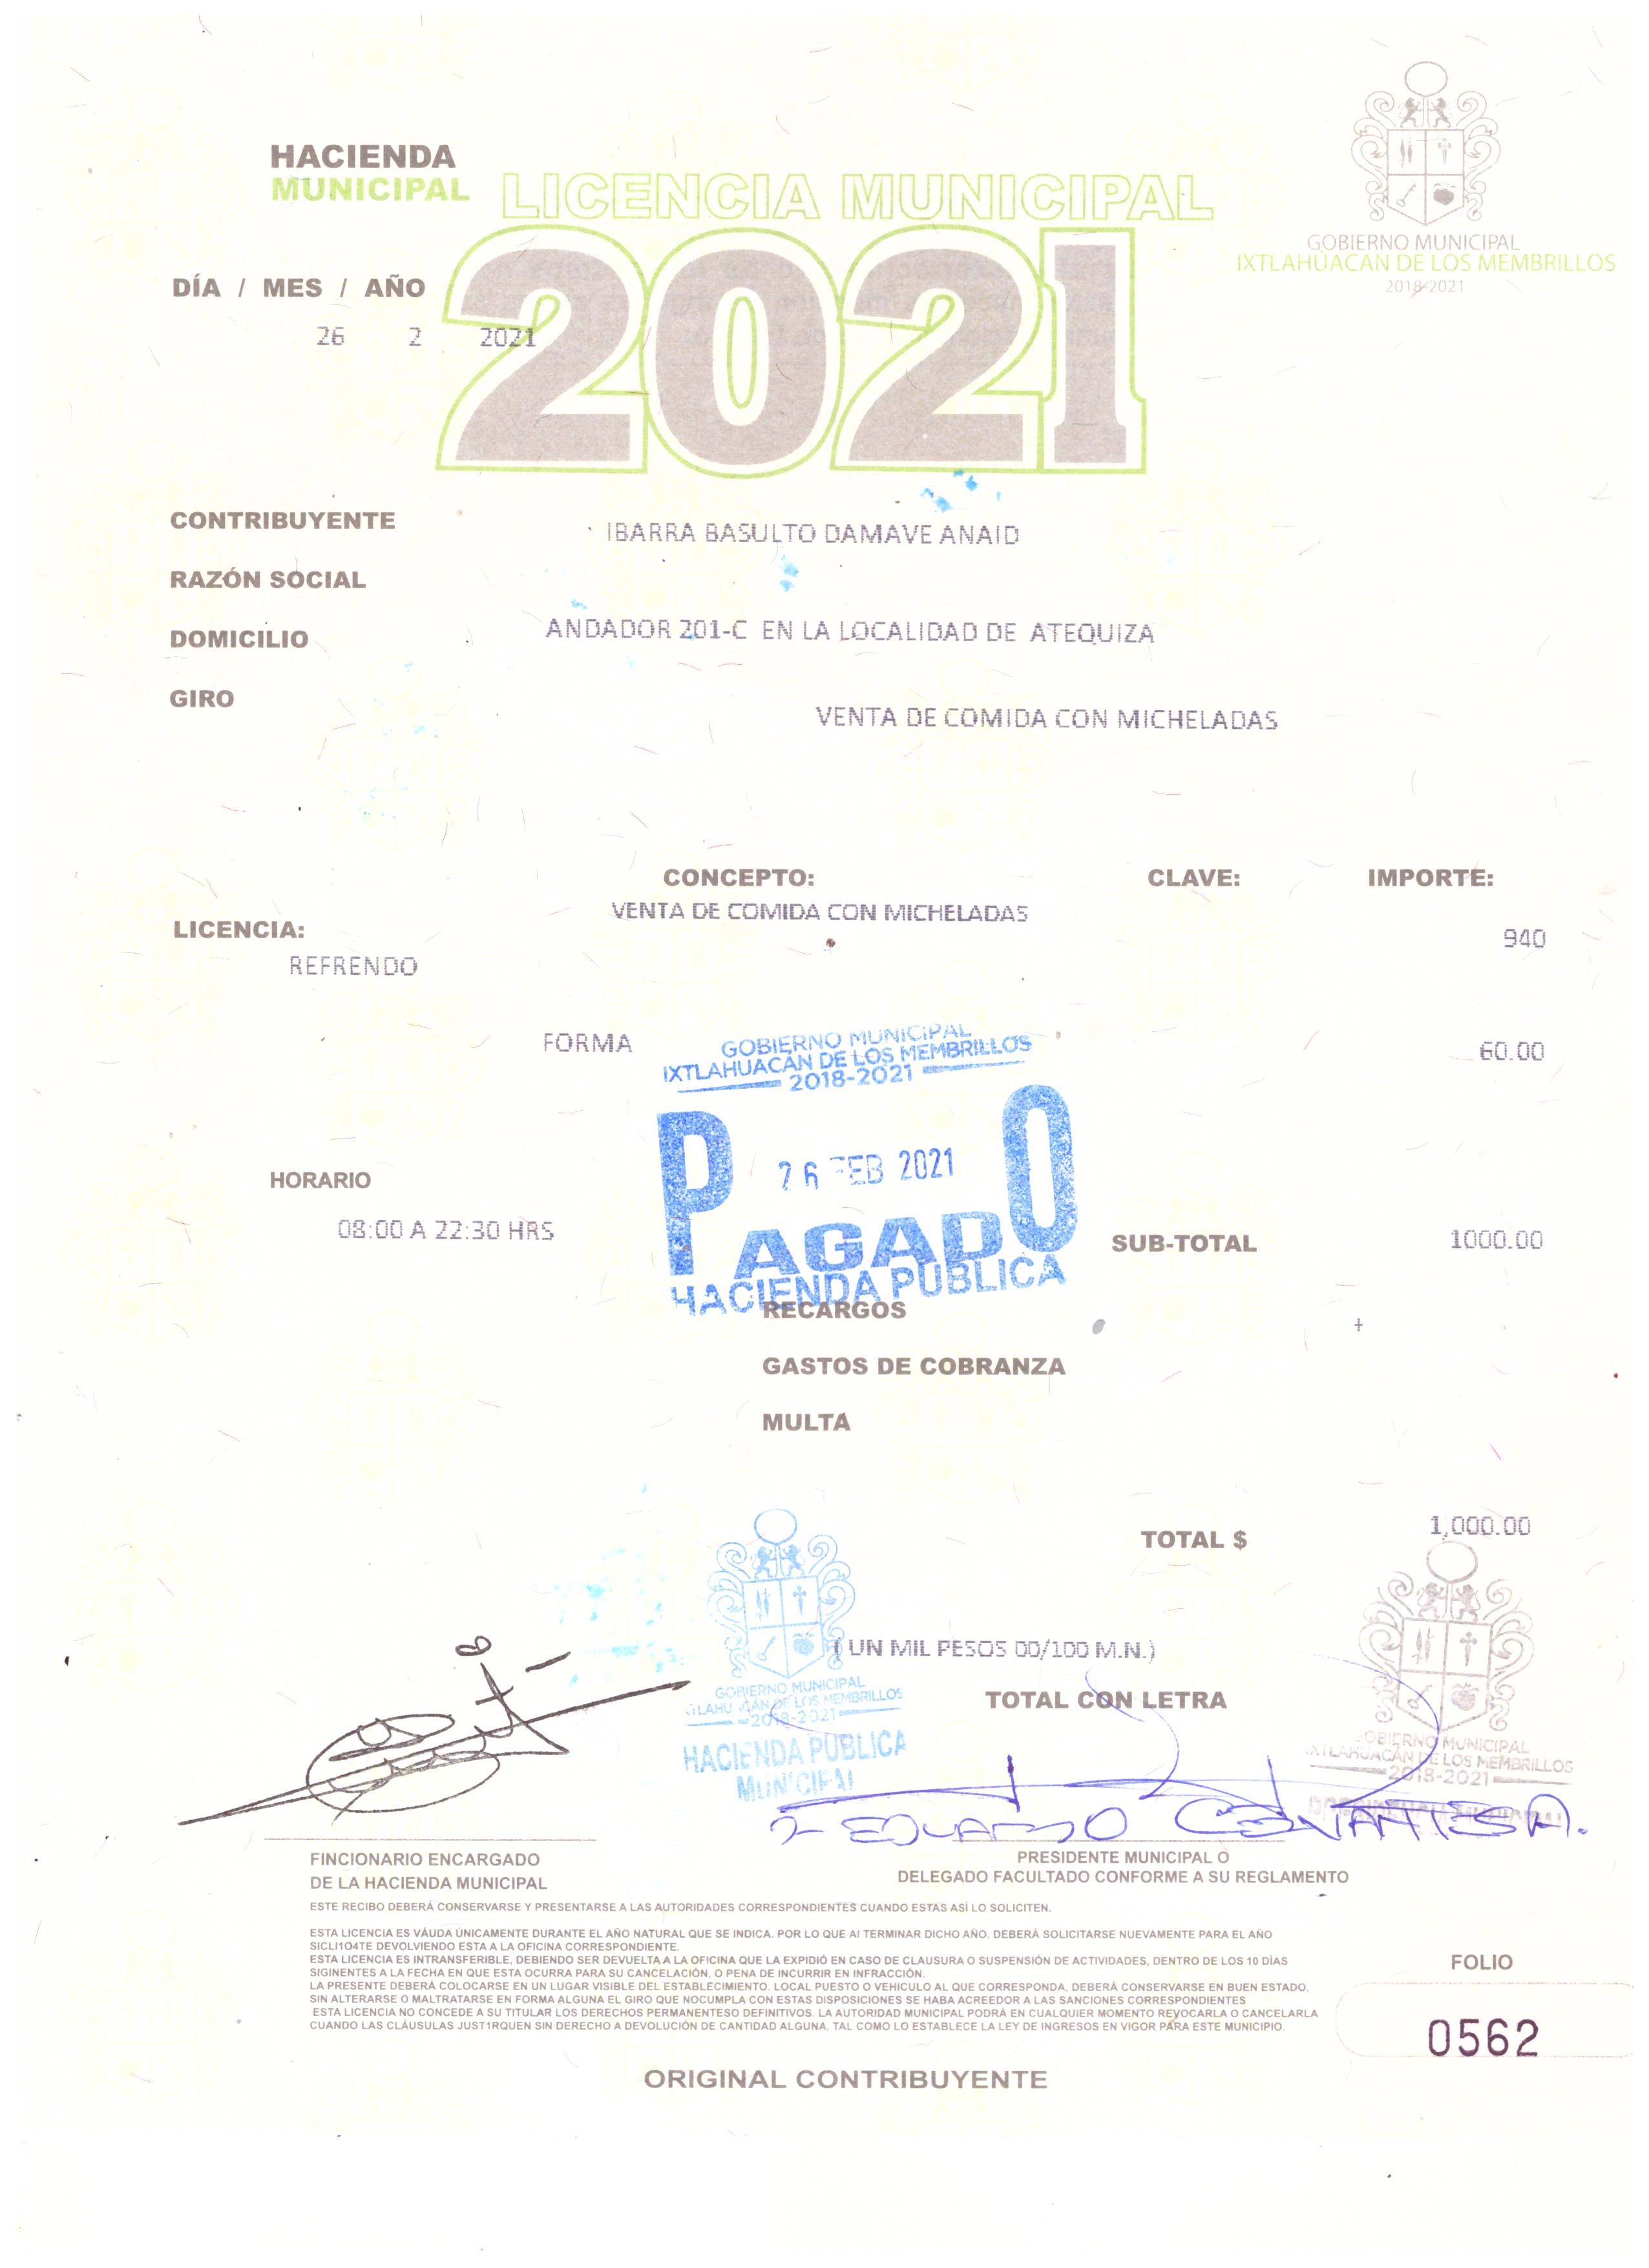 HACIENDA
MUNICIPAL
LICENCIA MUNICIPAL
2021
GOBIERNO MUNICIPAL
IXTLAHUACAN DE LOS MEMBRILLOS
2018-2021
DÍA / MES / AÑO
26 2 2021
CONTRIBUYENTE IBARRA BASULTO DAMAVE ANAID
RAZÓN SOCIAL
DOMICILIO ANDADOR 201-C EN LA LOCALIDAD DE ATEQUIZA
GIRO VENTA DE COMIDA CON MICHELADAS
CONCEPTO: CLAVE: IMPORTE:
VENTA DE COMIDA CON MICHELADAS
LICENCIA: 940
REFRENDO
FORMA 60.00
GOBIERNO MUNICIPAL
IXTLAHUACÁN DE LOS MEMBRILLOS
2018-2021
26 FEB 2021
PAGADO
HACIENDA PUBLICA
HORARIO
08:00 A 22:30 HRS
SUB-TOTAL 1000.00
RECARGOS
GASTOS DE COBRANZA
MULTA
TOTAL $ 1,000.00
( UN MIL PESOS 00/100 M.N.)
TOTAL CON LETRA
GOBIERNO MUNICIPAL
DE LOS MEMBRILLOS
2018-2021
HACIENDA PUBLICA
MUNICIPAL
GOBIERNO MUNICIPAL
IXTLAHUACAN DE LOS MEMBRILLOS
2018-2021
EDUARDO CERVANTES A.
FINCIONARIO ENCARGADO
DE LA HACIENDA MUNICIPAL
PRESIDENTE MUNICIPAL O
DELEGADO FACULTADO CONFORME A SU REGLAMENTO
ESTE RECIBO DEBERÁ CONSERVARSE Y PRESENTARSE A LAS AUTORIDADES CORRESPONDIENTES CUANDO ESTAS ASÍ LO SOLICITEN.
ESTA LICENCIA ES VÁUDA ÚNICAMENTE DURANTE EL AÑO NATURAL QUE SE INDICA. POR LO QUE AI TERMINAR DICHO AÑO. DEBERÁ SOLICITARSE NUEVAMENTE PARA EL AÑO
SICLI1O4TE DEVOLVIENDO ESTA A LA OFICINA CORRESPONDIENTE.
ESTA LICENCIA ES INTRANSFERIBLE, DEBIENDO SER DEVUELTA A LA OFICINA QUE LA EXPIDIÓ EN CASO DE CLAUSURA O SUSPENSIÓN DE ACTIVIDADES, DENTRO DE LOS 10 DÍAS
SIGINENTES A LA FECHA EN QUE ESTA OCURRA PARA SU CANCELACIÓN, O PENA DE INCURRIR EN INFRACCIÓN.
LA PRESENTE DEBERÁ COLOCARSE EN UN LUGAR VISIBLE DEL ESTABLECIMIENTO. LOCAL PUESTO O VEHICULO AL QUE CORRESPONDA, DEBERÁ CONSERVARSE EN BUEN ESTADO,
SIN ALTERARSE O MALTRATARSE EN FORMA ALGUNA EL GIRO QUE NOCUMPLA CON ESTAS DISPOSICIONES SE HABA ACREEDOR A LAS SANCIONES CORRESPONDIENTES
ESTA LICENCIA NO CONCEDE A SU TITULAR LOS DERECHOS PERMANENTESO DEFINITIVOS. LA AUTORIDAD MUNICIPAL PODRÁ EN CUALQUIER MOMENTO REVOCARLA O CANCELARLA
CUANDO LAS CLÁUSULAS JUST1RQUEN SIN DERECHO A DEVOLUCIÓN DE CANTIDAD ALGUNA, TAL COMO LO ESTABLECE LA LEY DE INGRESOS EN VIGOR PARA ESTE MUNICIPIO.
FOLIO
0562
ORIGINAL CONTRIBUYENTE